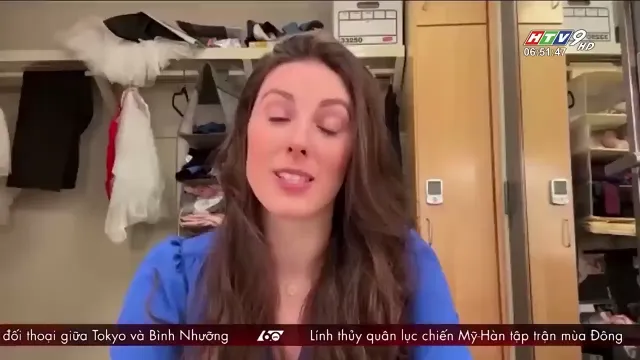 33250
HTV9 HD
06:51:47
đối thoại giữa Tokyo và Bình Nhưỡng 60 Lính thủy quân lục chiến Mỹ-Hàn tập trận mùa Đông